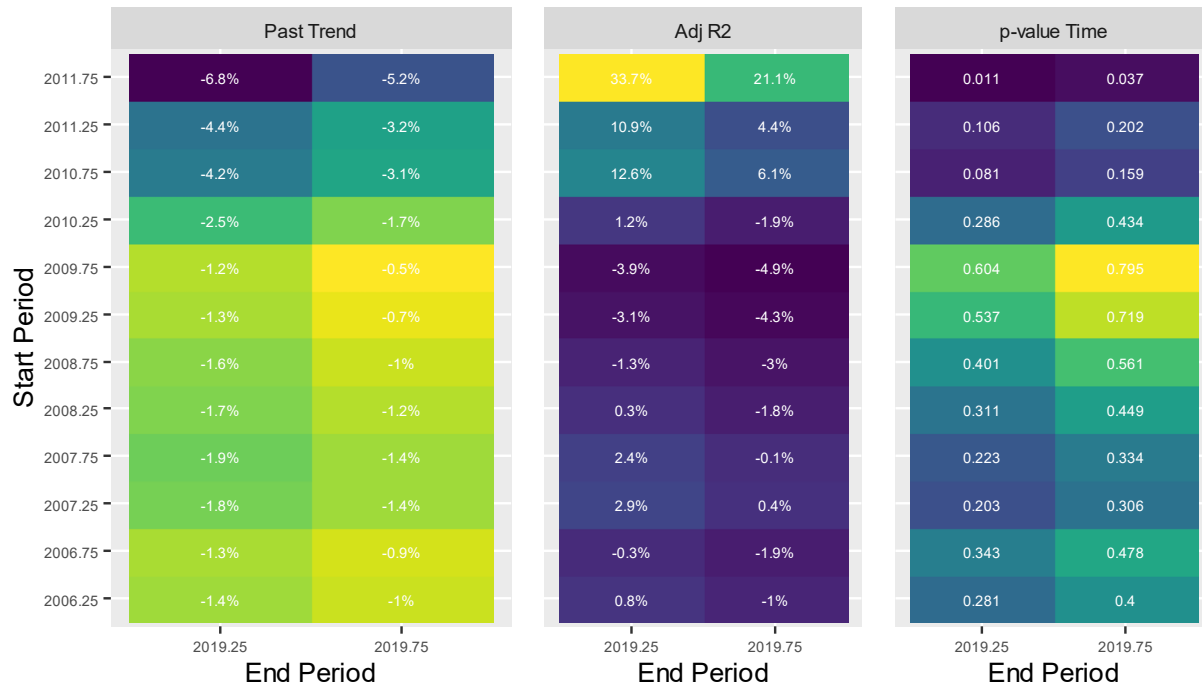 Past Trend Adj R2 p-value Time
2011.75 -6.8% -5.2% 33.7% 21.1% 0.011 0.037
2011.25 -4.4% -3.2% 10.9% 4.4% 0.106 0.202
2010.75 -4.2% -3.1% 12.6% 6.1% 0.081 0.159
2010.25 -2.5% -1.7% 1.2% -1.9% 0.286 0.434
2009.75 -1.2% -0.5% -3.9% -4.9% 0.604 0.795
2009.25 -1.3% -0.7% -3.1% -4.3% 0.537 0.719
Start Period
2008.75 -1.6% -1% -1.3% -3% 0.401 0.561
2008.25 -1.7% -1.2% 0.3% -1.8% 0.311 0.449
2007.75 -1.9% -1.4% 2.4% -0.1% 0.223 0.334
2007.25 -1.8% -1.4% 2.9% 0.4% 0.203 0.306
2006.75 -1.3% -0.9% -0.3% -1.9% 0.343 0.478
2006.25 -1.4% -1% 0.8% -1% 0.281 0.4
2019.25 2019.75 2019.25 2019.75 2019.25 2019.75
End Period End Period End Period